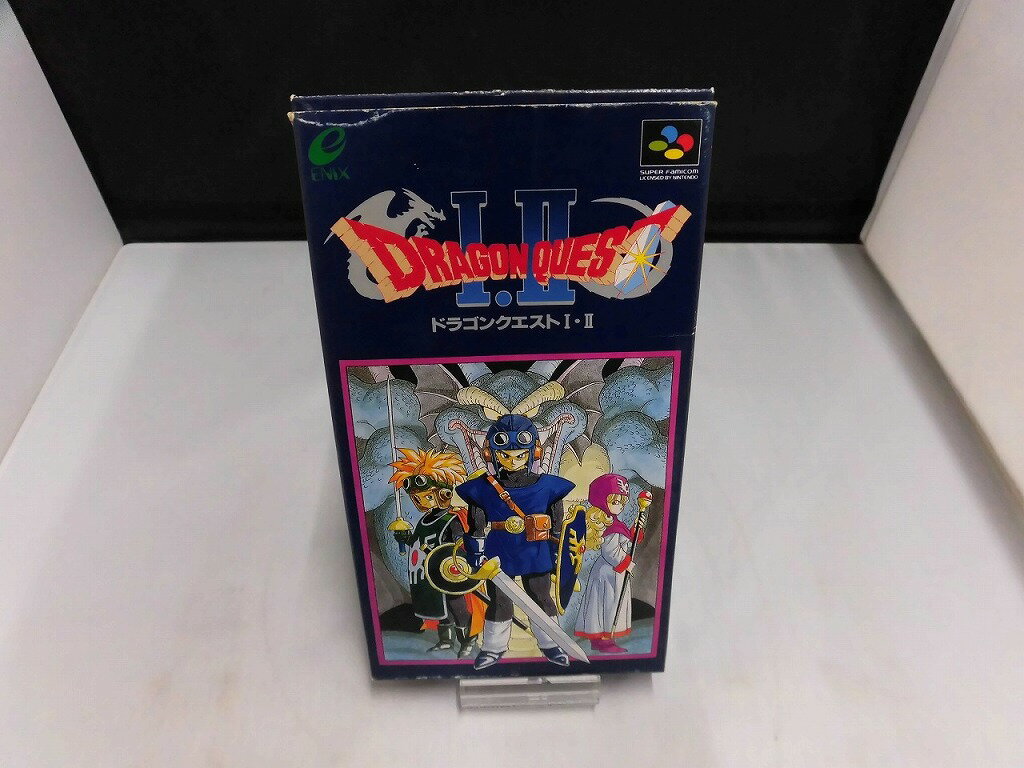 ENIX
SUPER FAMICOM
LICENSED BY NINTENDO
I.II
DRAGON QUEST
ドラゴンクエストI・II